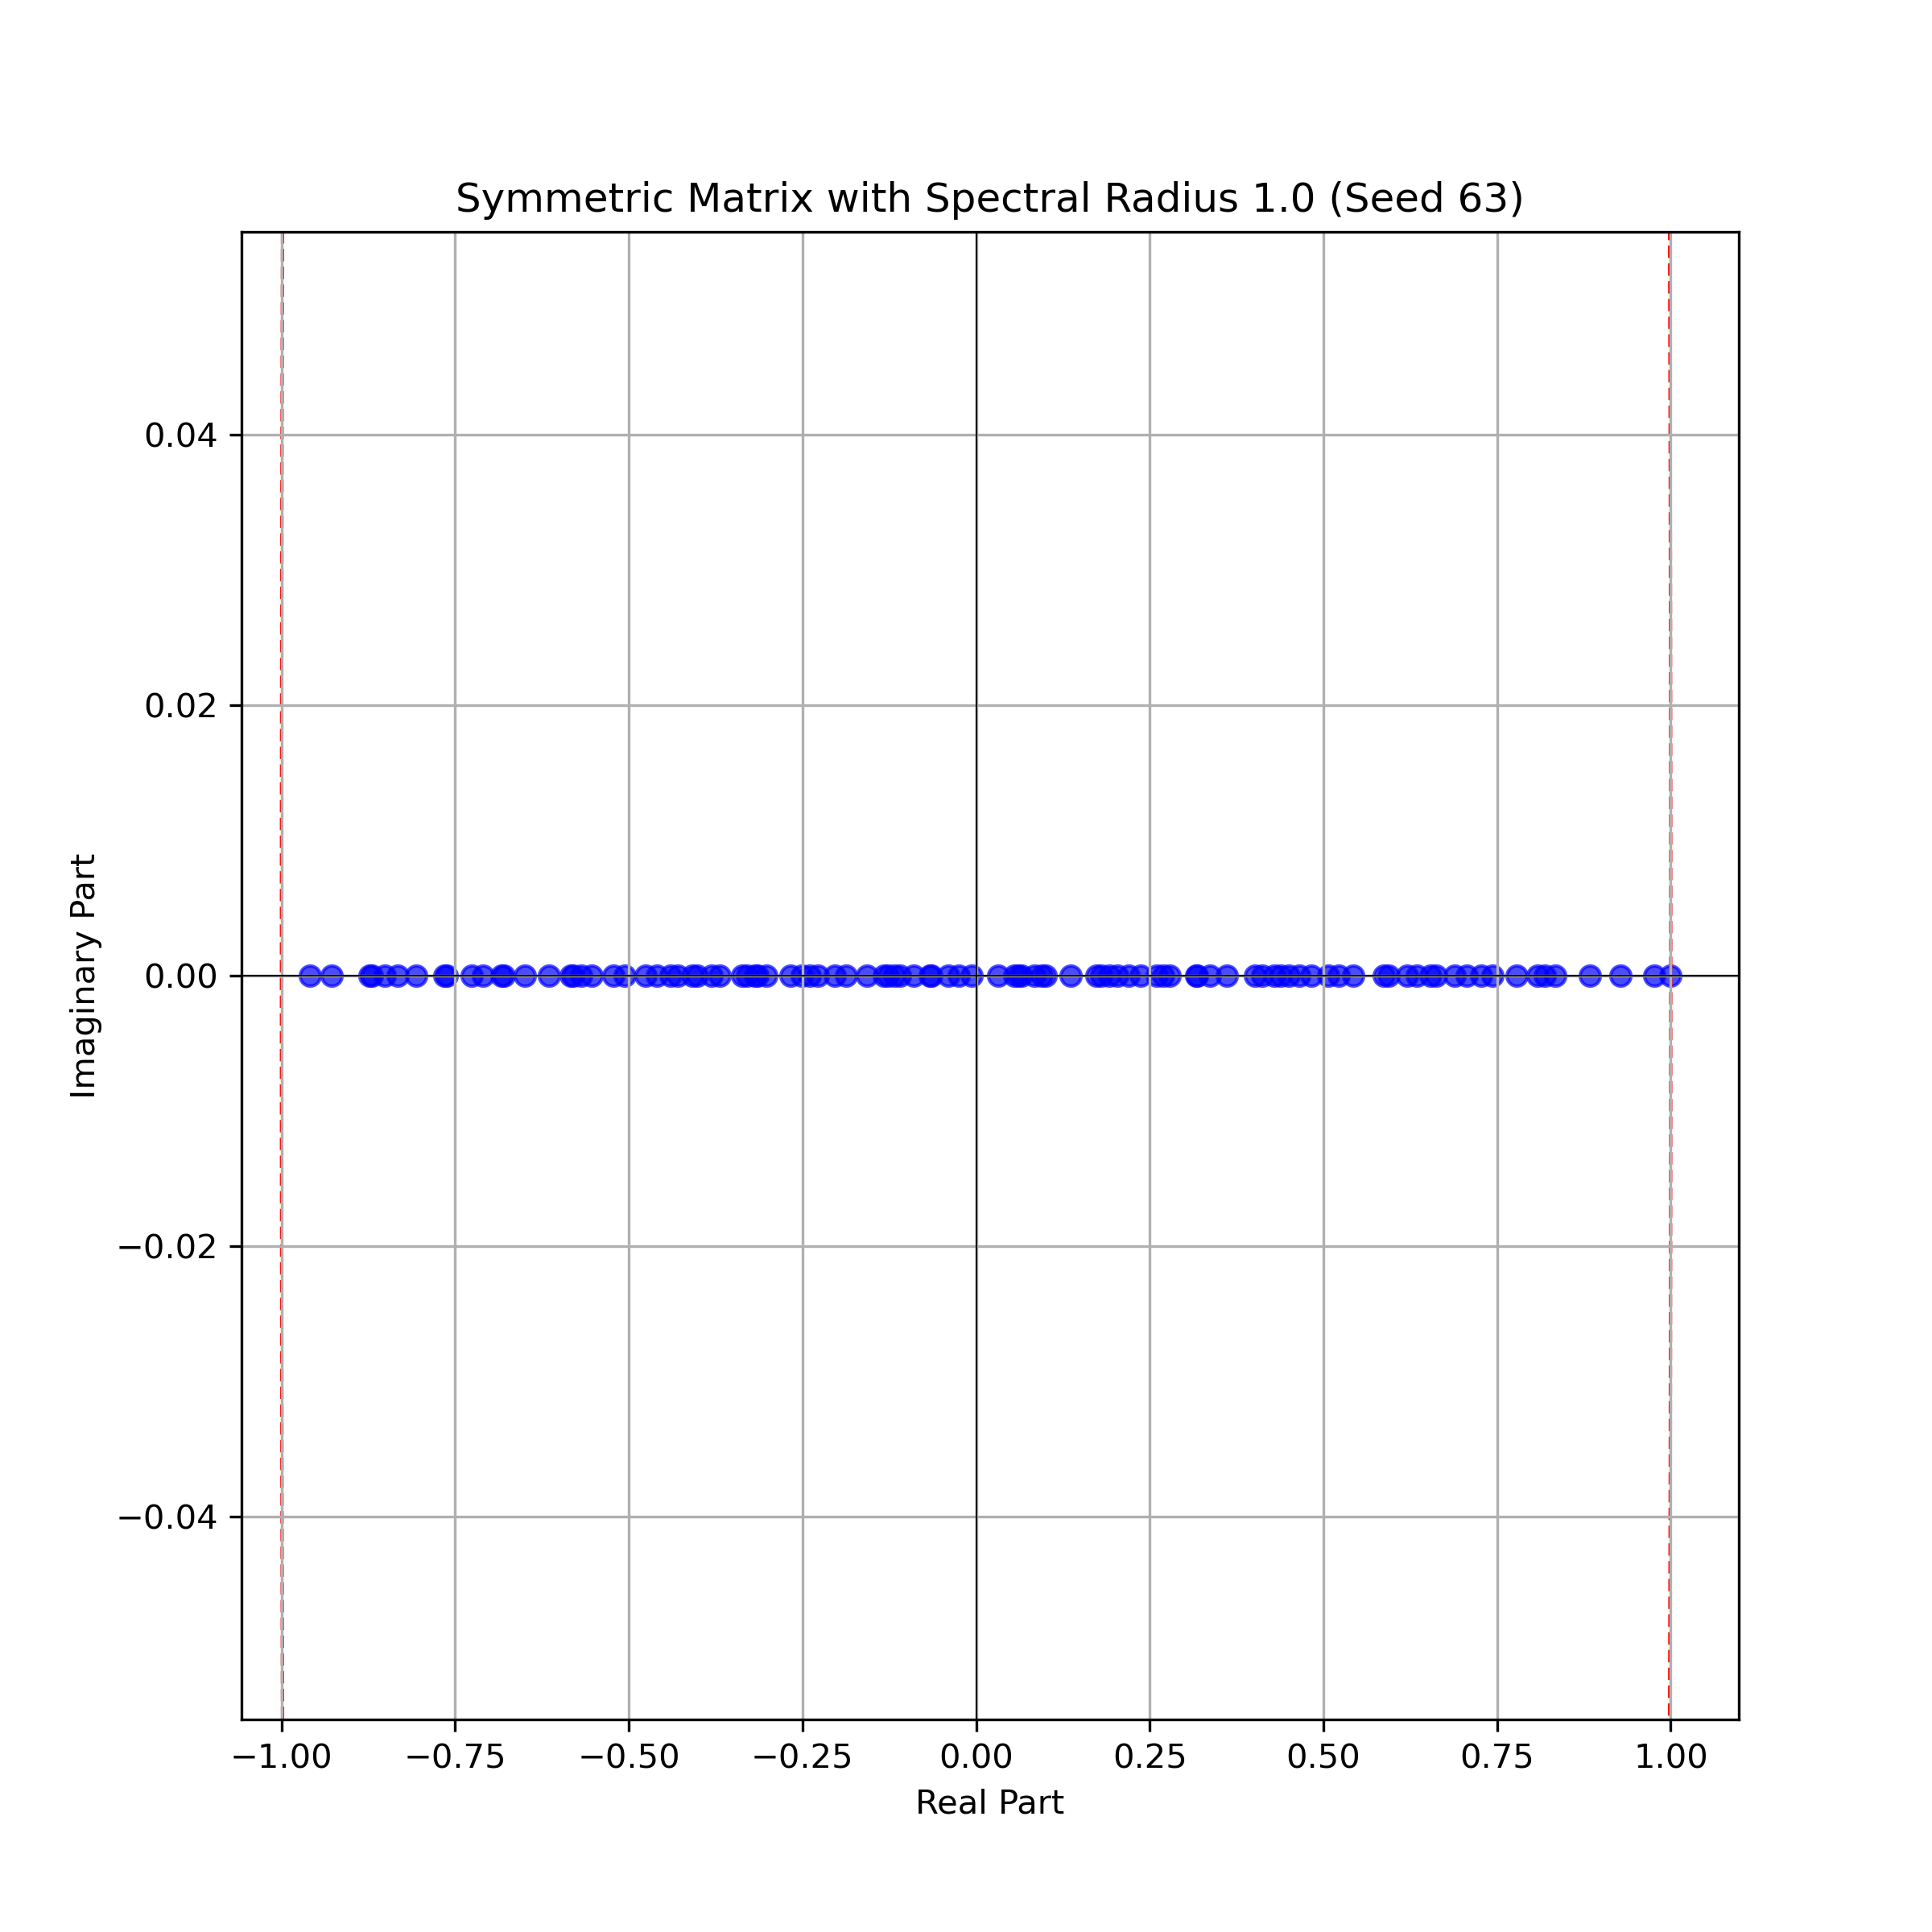 Symmetric Matrix with Spectral Radius 1.0 (Seed 63)
0.04
0.02
0.00
−0.02
−0.04
Imaginary Part
−1.00 −0.75 −0.50 −0.25 0.00 0.25 0.50 0.75 1.00
Real Part